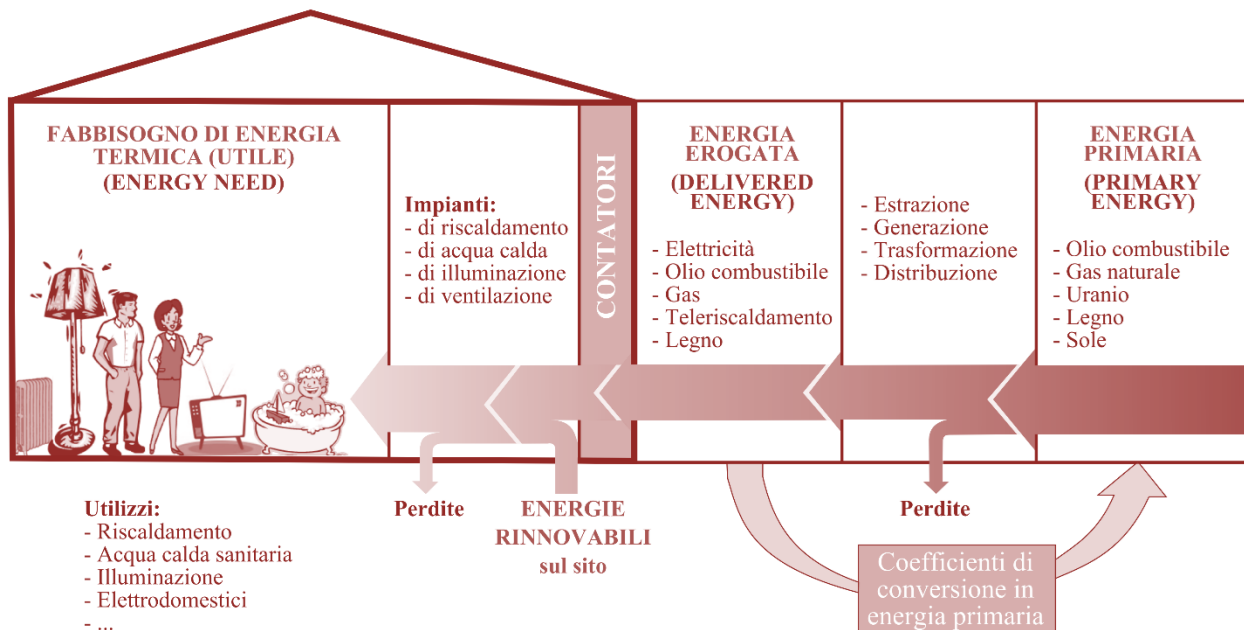 FABBISOGNO DI ENERGIA
TERMICA (UTILE)
(ENERGY NEED)
Impianti:
- di riscaldamento
- di acqua calda
- di illuminazione
- di ventilazione
CONTATORI
ENERGIA
EROGATA
(DELIVERED
ENERGY)
- Elettricità
- Olio combustibile
- Gas
- Teleriscaldamento
- Legno
- Estrazione
- Generazione
- Trasformazione
- Distribuzione
ENERGIA
PRIMARIA
(PRIMARY
ENERGY)
- Olio combustibile
- Gas naturale
- Uranio
- Legno
- Sole
Utilizzi:
- Riscaldamento
- Acqua calda sanitaria
- Illuminazione
- Elettrodomestici
- ...
Perdite
ENERGIE
RINNOVABILI
sul sito
Perdite
Coefficienti di
conversione in
energia primaria